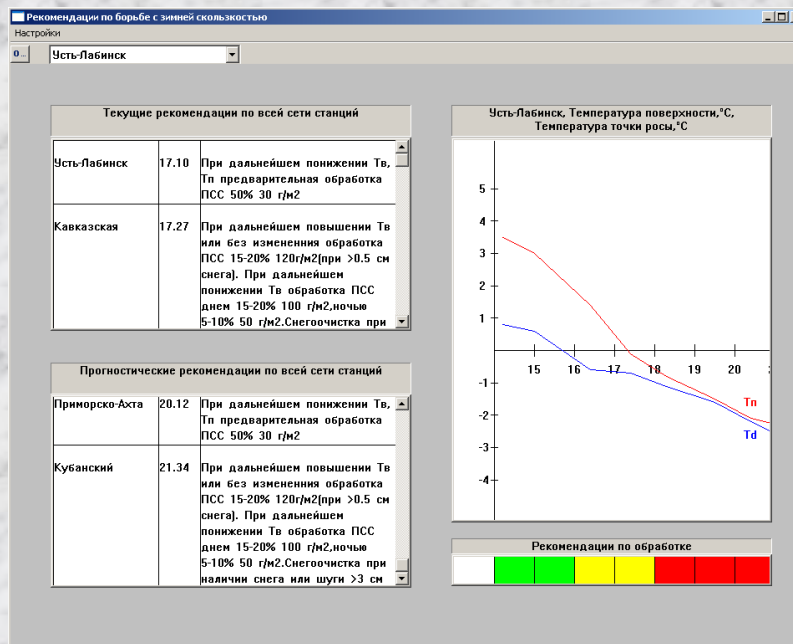 Рекомендации по борьбе с зимней скользкостью
Настройки
О...
Усть-Лабинск
Текущие рекомендации по всей сети станций
Усть-Лабинск 17.10 При дальнейшем понижении Тв,
Тп предварительная обработка
ПСС 50% 30 г/м2
Кавказская 17.27 При дальнейшем повышении Тв
или без изменення обработка
ПСС 15-20% 120г/м2(при >0.5 см
снега). При дальнейшем
понижении Тв обработка ПСС
днем 15-20% 100 г/м2,ночью
5-10% 50 г/м2.Снегоочистка при
Прогностические рекомендации по всей сети станций
Приморско-Ахта 20.12 При дальнейшем понижении Тв,
Тп предварительная обработка
ПСС 50% 30 г/м2
Кубанский 21.34 При дальнейшем повышении Тв
или без изменення обработка
ПСС 15-20% 120г/м2(при >0.5 см
снега). При дальнейшем
понижении Тв обработка ПСС
днем 15-20% 100 г/м2,ночью
5-10% 50 г/м2.Снегоочистка при
наличии снега или шуги >3 см
Усть-Лабинск, Температура поверхности,°С,
Температура точки росы,°С
5
4
3
2
1
15 16 17 18 19 20
-1
-2
-3
-4
Тп
Td
Рекомендации по обработке